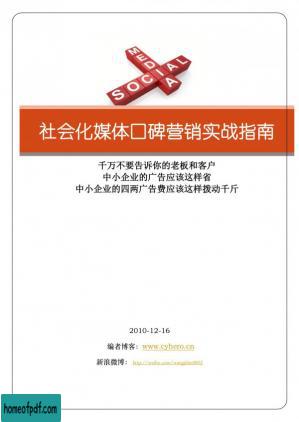 MEDIA
SOCIAL
社会化媒体口碑营销实战指南
千万不要告诉你的老板和客户
中小企业的广告应该这样省
中小企业的四两广告费应该这样拨动千斤
2010-12-16
编者博客：www.cyhero.cn
新浪微博：
homeofpdf.com